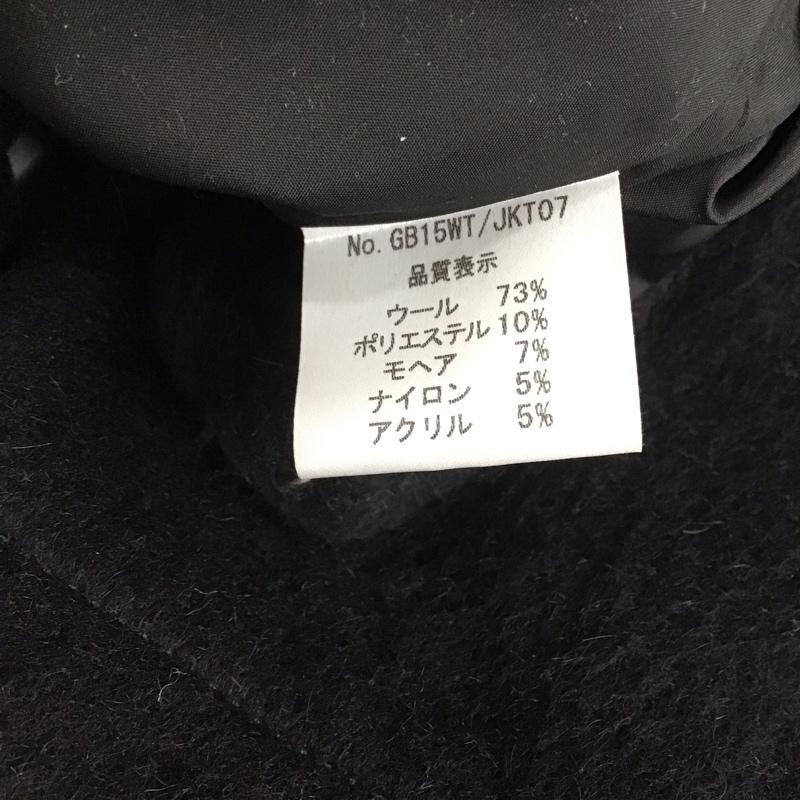 No. GB15WT/JKT07
品質表示
ウール 73%
ポリエステル 10%
モヘア 7%
ナイロン 5%
アクリル 5%